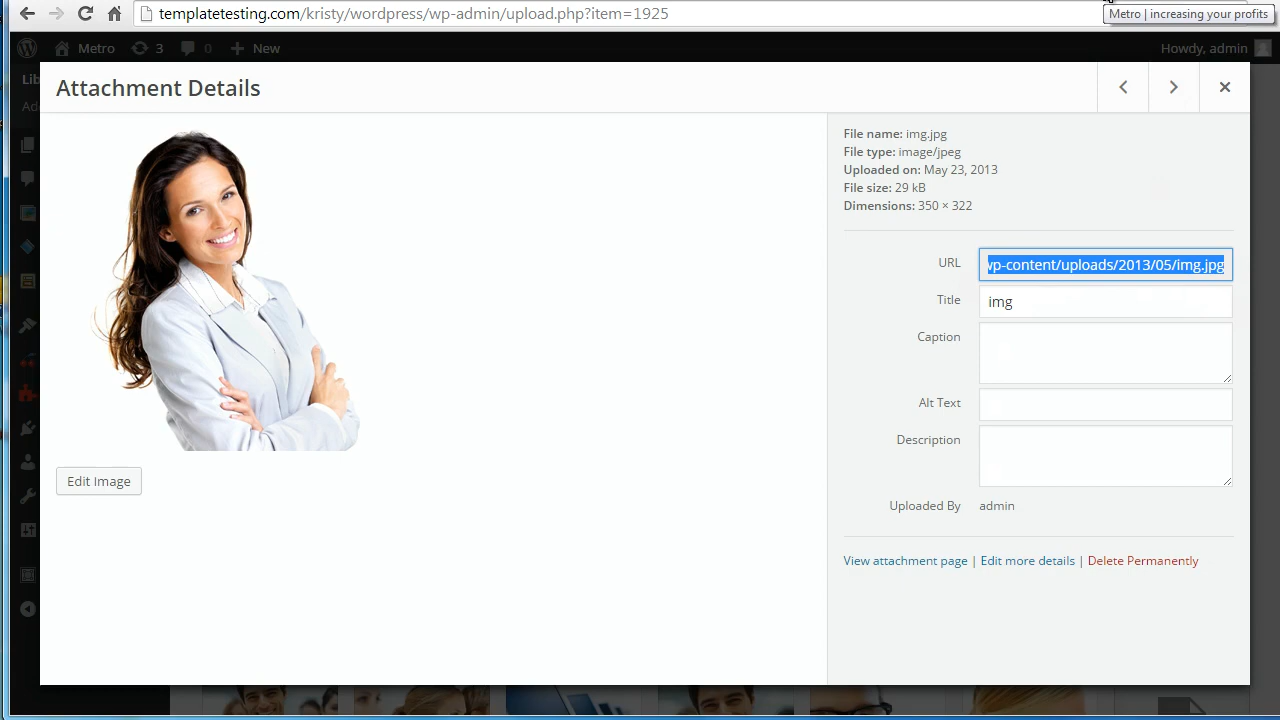 templatetesting.com/kristy/wordpress/wp-admin/upload.php?item=1925
Metro | increasing your profits
Metro 3 0 New Howdy, admin
Lib
Attachment Details
File name: img.jpg
File type: image/jpeg
Uploaded on: May 23, 2013
File size: 29 kB
Dimensions: 350 × 322
URL wp-content/uploads/2013/05/img.jpg
Title img
Caption
Alt Text
Description
Edit Image
Uploaded By admin
View attachment page | Edit more details | Delete Permanently